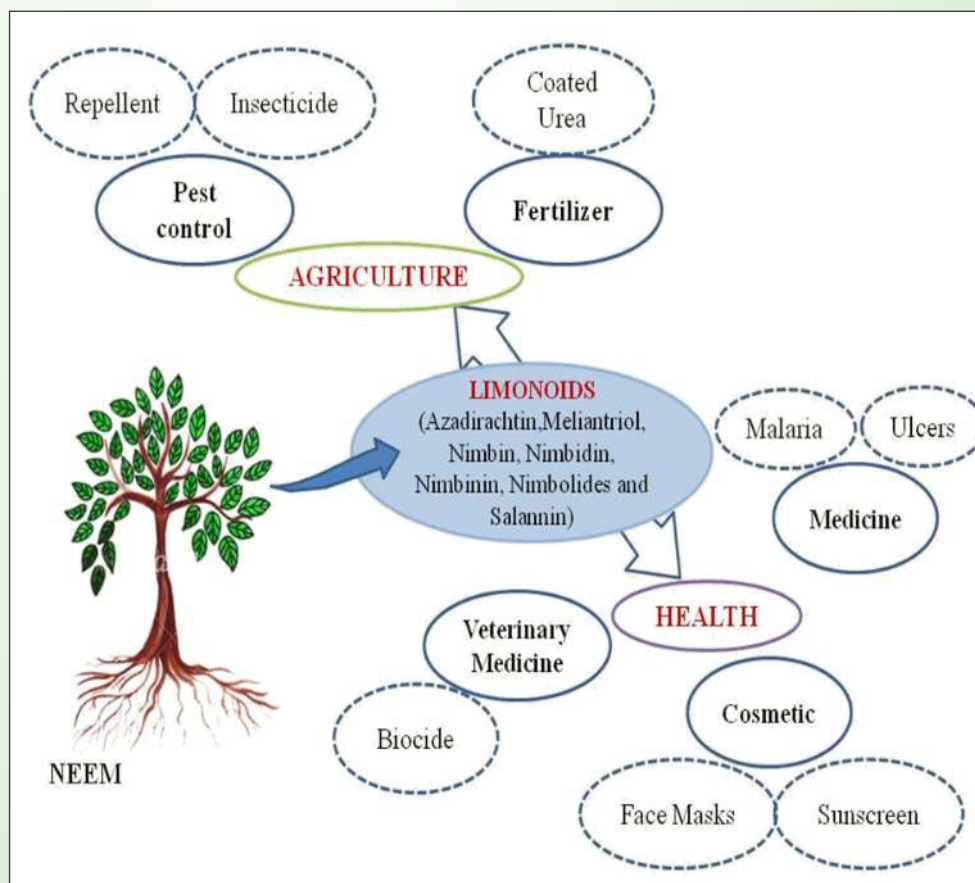 Repellent
Insecticide
Coated
Urea
Pest
control
Fertilizer
AGRICULTURE
LIMONOIDS
(Azadirachtin,Meliantriol,
Nimbin, Nimbidin,
Nimbinin, Nimbolides and
Salannin)
Malaria
Ulcers
Medicine
HEALTH
Veterinary
Medicine
Cosmetic
Biocide
NEEM
Face Masks
Sunscreen